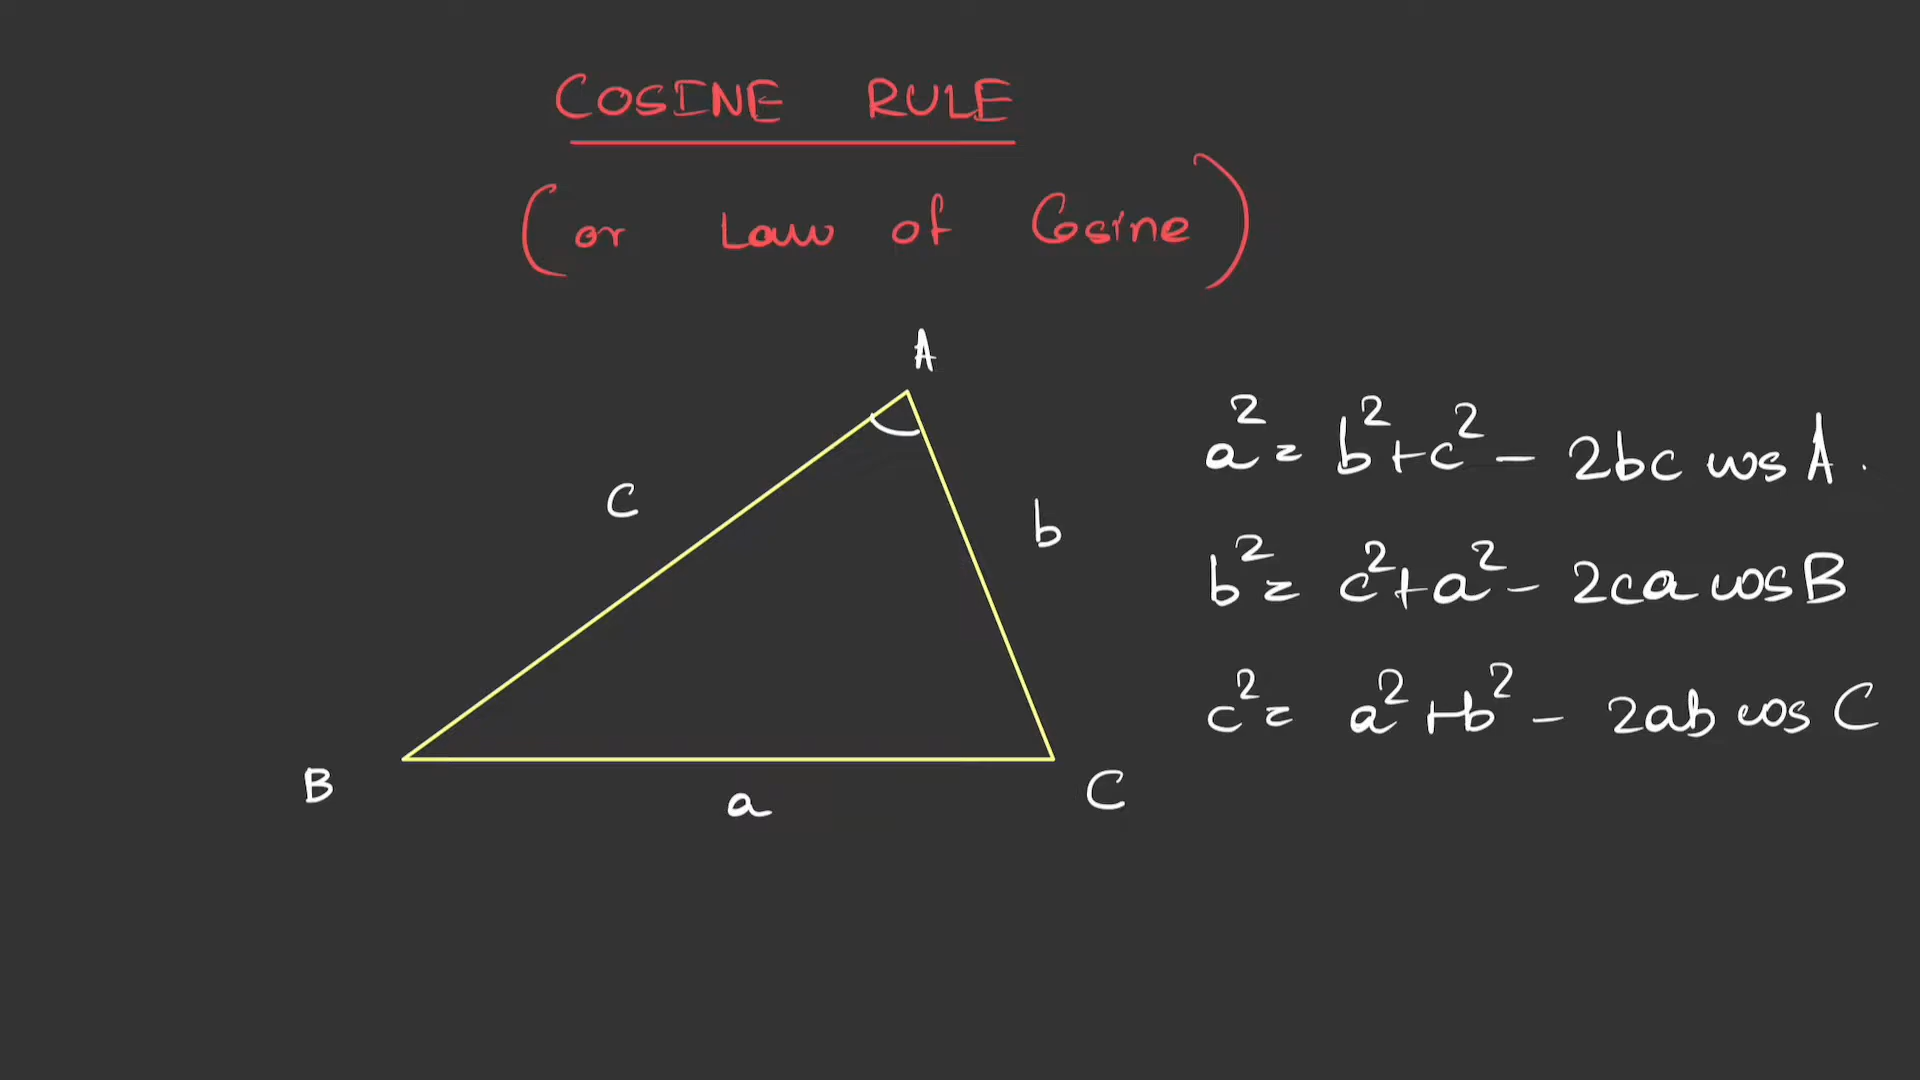 COSINE RULE
(or Law of Cosine)
A
c
b
B
a
C
a² = b² + c² - 2bc cos A.
b² = c² + a² - 2ca cos B
c² = a² + b² - 2ab cos C